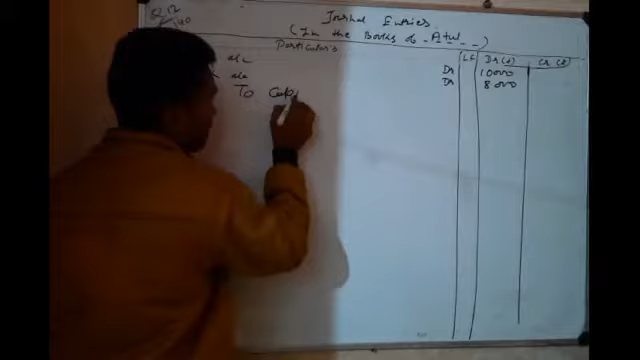 Journal Entries
(In the Books of - Atul - -)
Particulars L.F Dr (₹) Cr (₹)
a/c Dr 10000
a/c Dr 8000
To Cap